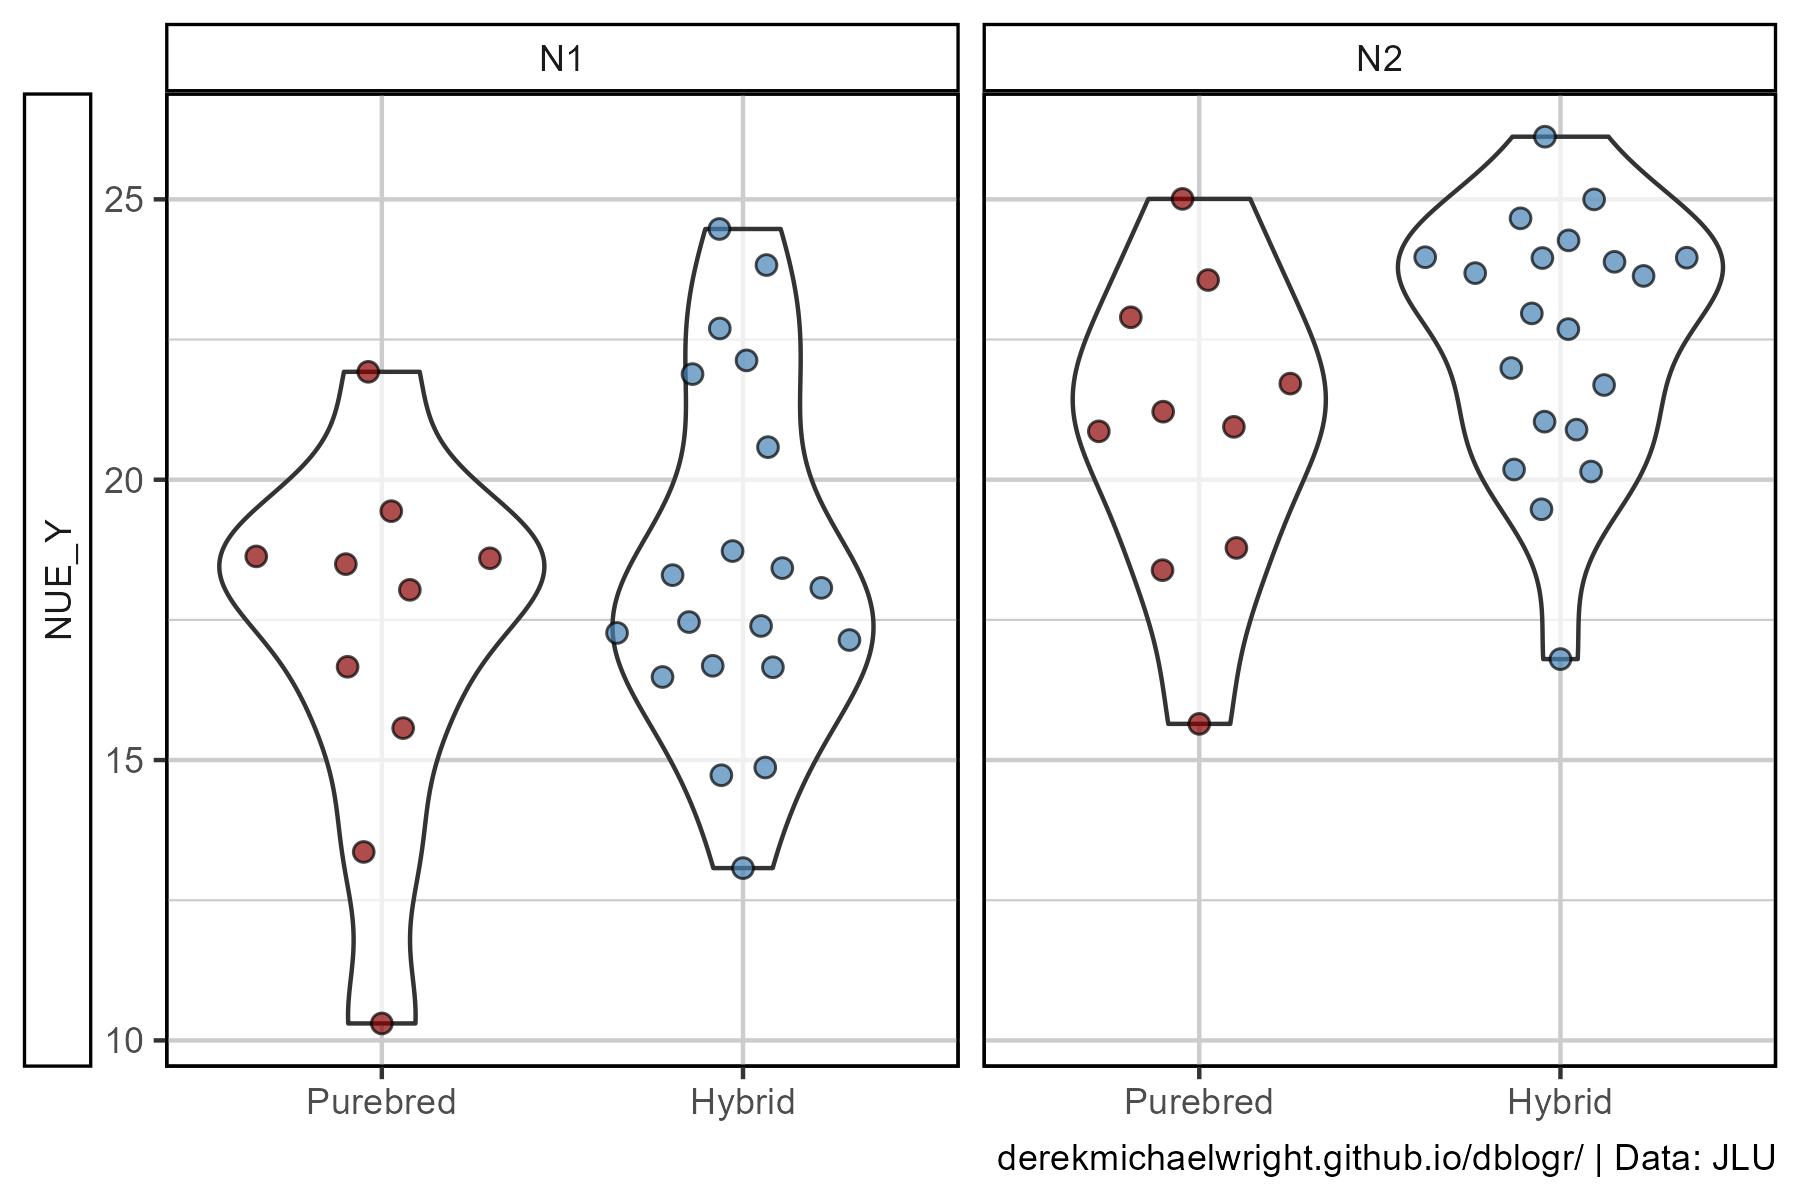 N1 N2
NUE_Y
25
20
15
10
Purebred Hybrid Purebred Hybrid
derekmichaelwright.github.io/dblogr/ | Data: JLU